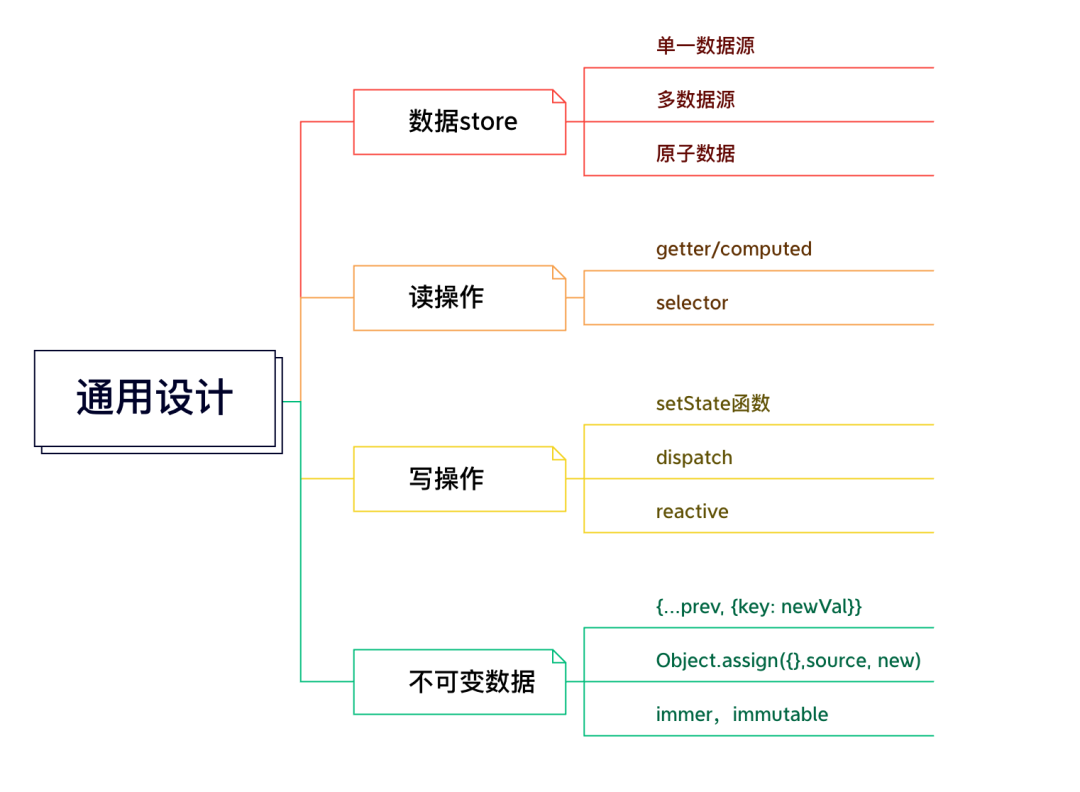 通用设计
数据store
单一数据源
多数据源
原子数据
读操作
getter/computed
selector
写操作
setState函数
dispatch
reactive
不可变数据
{...prev, {key: newVal}}
Object.assign({},source, new)
immer，immutable